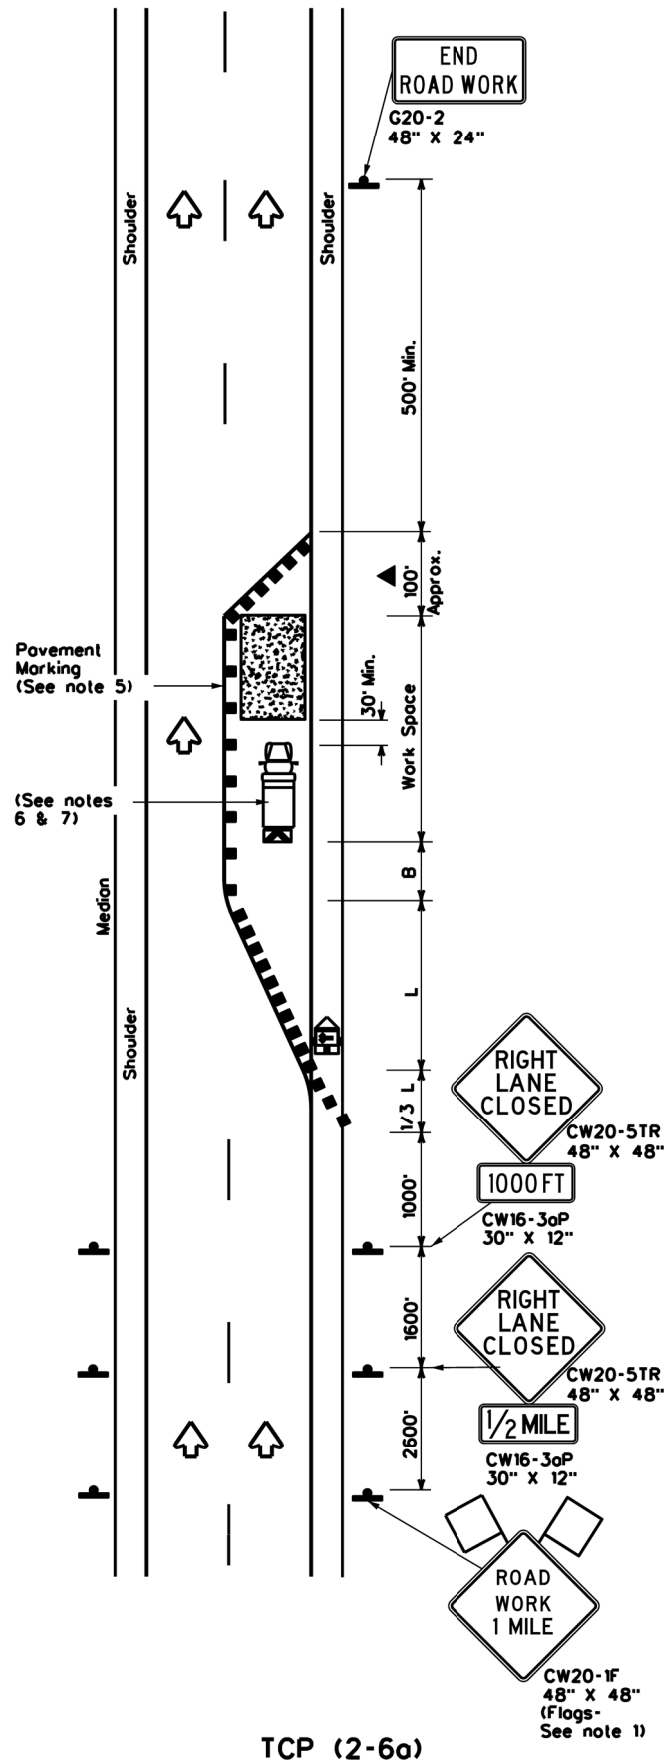 END
ROAD WORK
G20-2
48" X 24"
Shoulder
Shoulder
500' Min.
100'
Approx.
Pavement
Marking
(See note 5)
30' Min.
Work Space
(See notes
6 & 7)
B
Median
L
Shoulder
RIGHT
LANE
CLOSED
1/3 L
CW20-5TR
48" X 48"
1000 FT
1000'
CW16-3aP
30" X 12"
RIGHT
LANE
CLOSED
1600'
CW20-5TR
48" X 48"
1/2 MILE
2600'
CW16-3aP
30" X 12"
ROAD
WORK
1 MILE
CW20-1F
48" X 48"
(Flags-
See note 1)
TCP (2-6a)